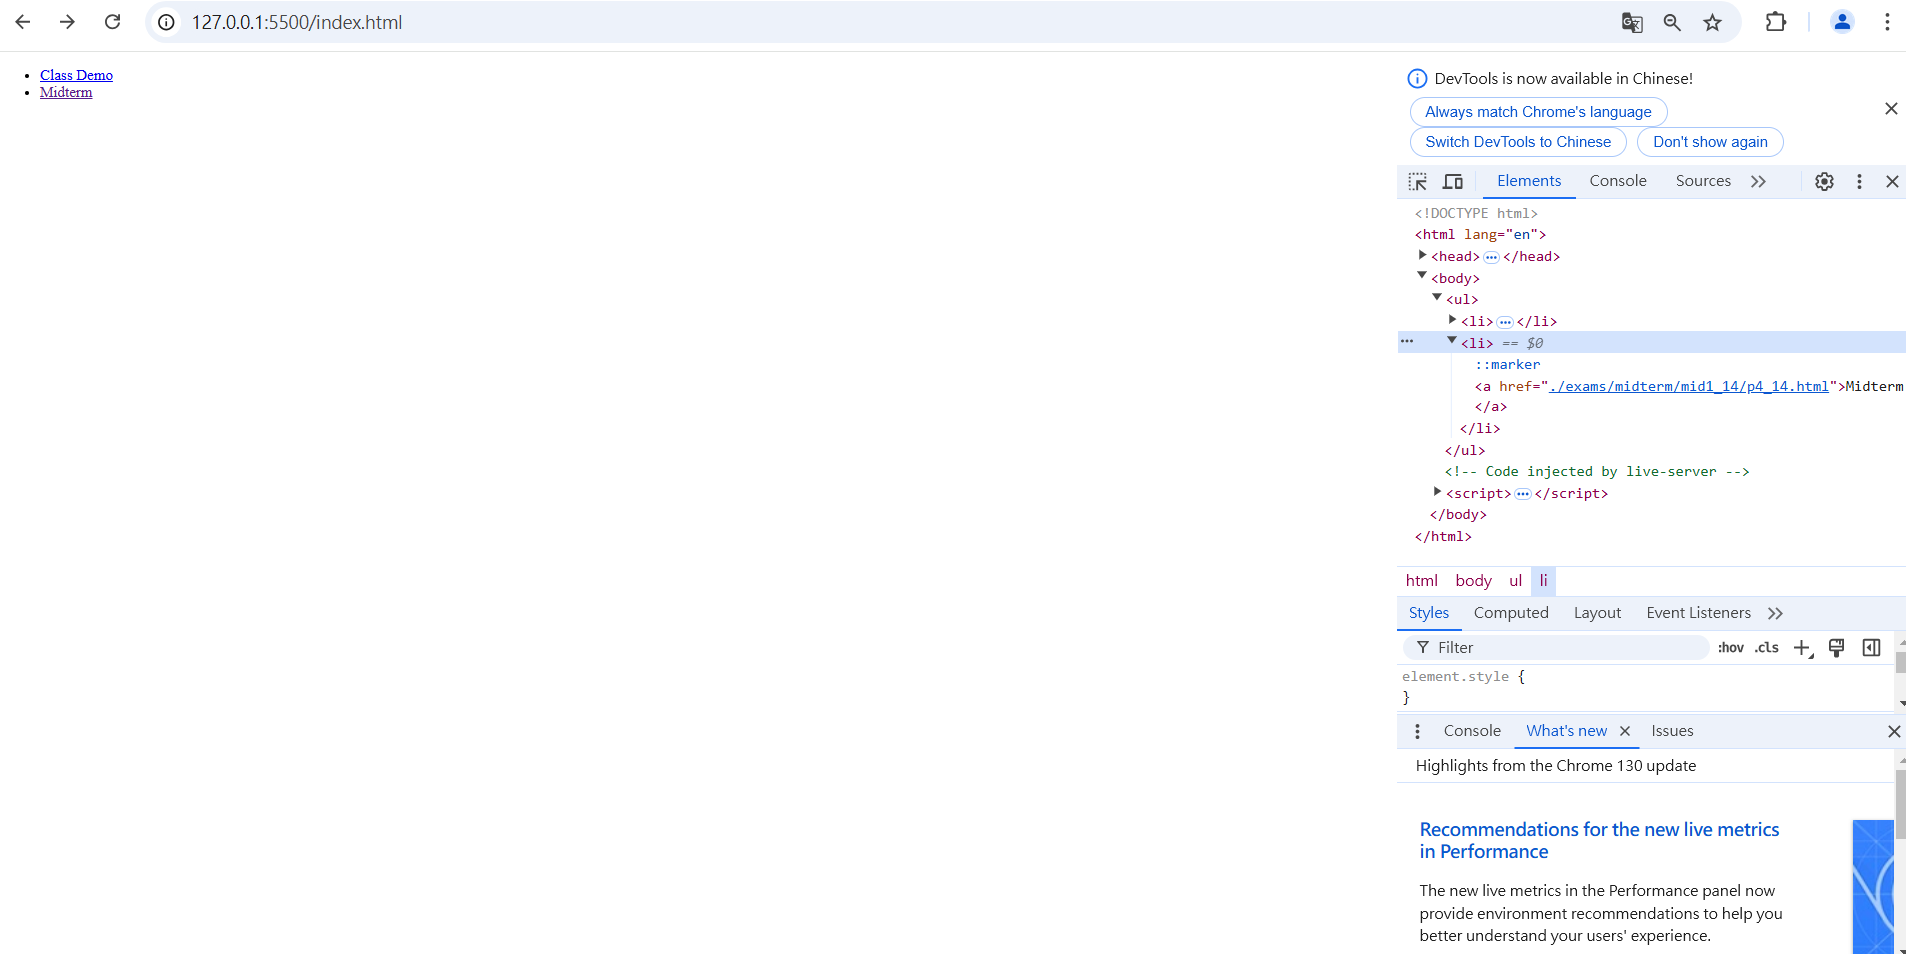 127.0.0.1:5500/index.html
Class Demo
Midterm
DevTools is now available in Chinese!
Always match Chrome's language
Switch DevTools to Chinese
Don't show again
Elements
Console
Sources
<!DOCTYPE html>
<html lang="en">
<head> </head>
<body>
<ul>
<li> </li>
<li> == $0
::marker
<a href="./exams/midterm/mid1_14/p4_14.html">Midterm
</a>
</li>
</ul>
<!-- Code injected by live-server -->
<script> </script>
</body>
</html>
html body ul li
Styles Computed Layout Event Listeners
Filter
:hov .cls
element.style {
}
Console What's new Issues
Highlights from the Chrome 130 update
Recommendations for the new live metrics
in Performance
The new live metrics in the Performance panel now
provide environment recommendations to help you
better understand your users' experience.